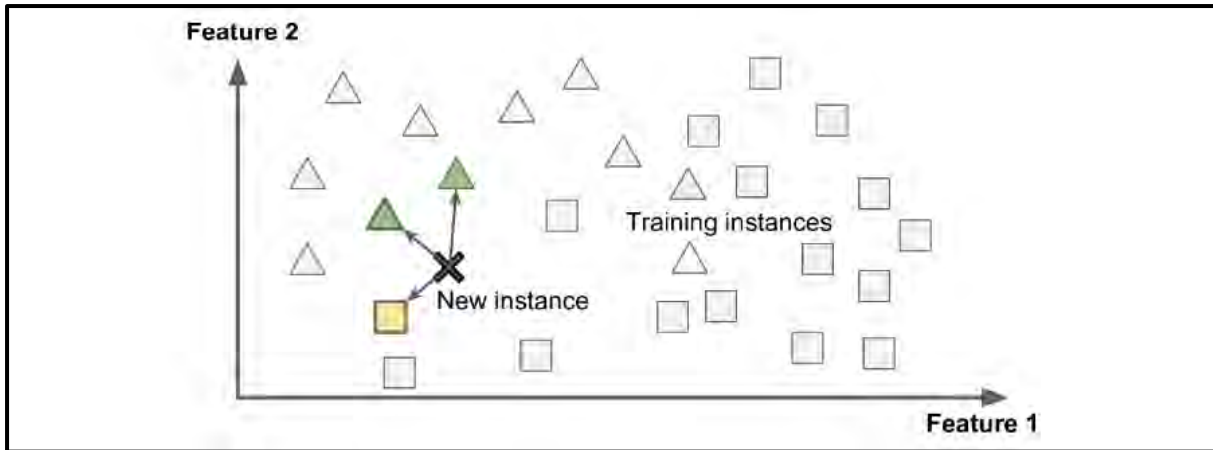 Feature 2
Training instances
New instance
Feature 1